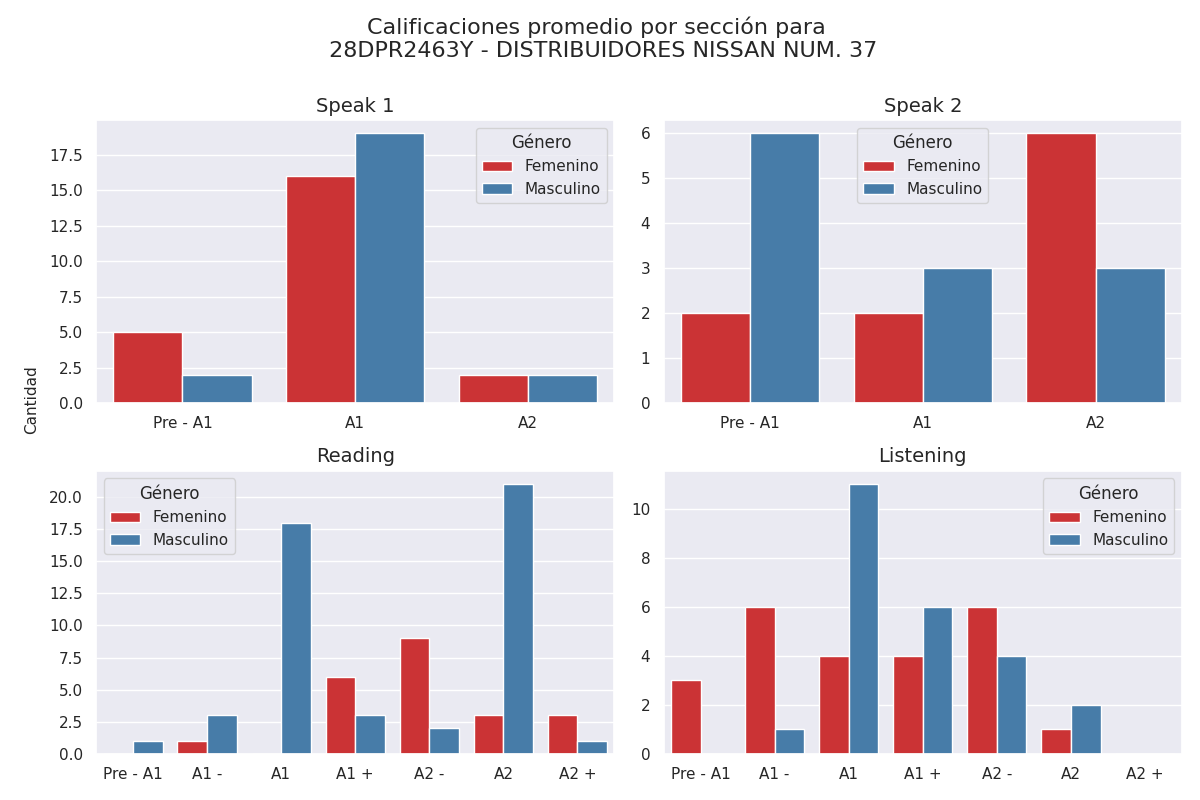 Calificaciones promedio por sección para
28DPR2463Y - DISTRIBUIDORES NISSAN NUM. 37
Cantidad
Speak 1
17.5
15.0
12.5
10.0
7.5
5.0
2.5
0.0
Pre - A1 A1 A2
Género
Femenino
Masculino
Speak 2
6
5
4
3
2
1
0
Pre - A1 A1 A2
Género
Femenino
Masculino
Reading
20.0
17.5
15.0
12.5
10.0
7.5
5.0
2.5
0.0
Pre - A1 A1 - A1 A1 + A2 - A2 A2 +
Género
Femenino
Masculino
Listening
10
8
6
4
2
0
Pre - A1 A1 - A1 A1 + A2 - A2 A2 +
Género
Femenino
Masculino